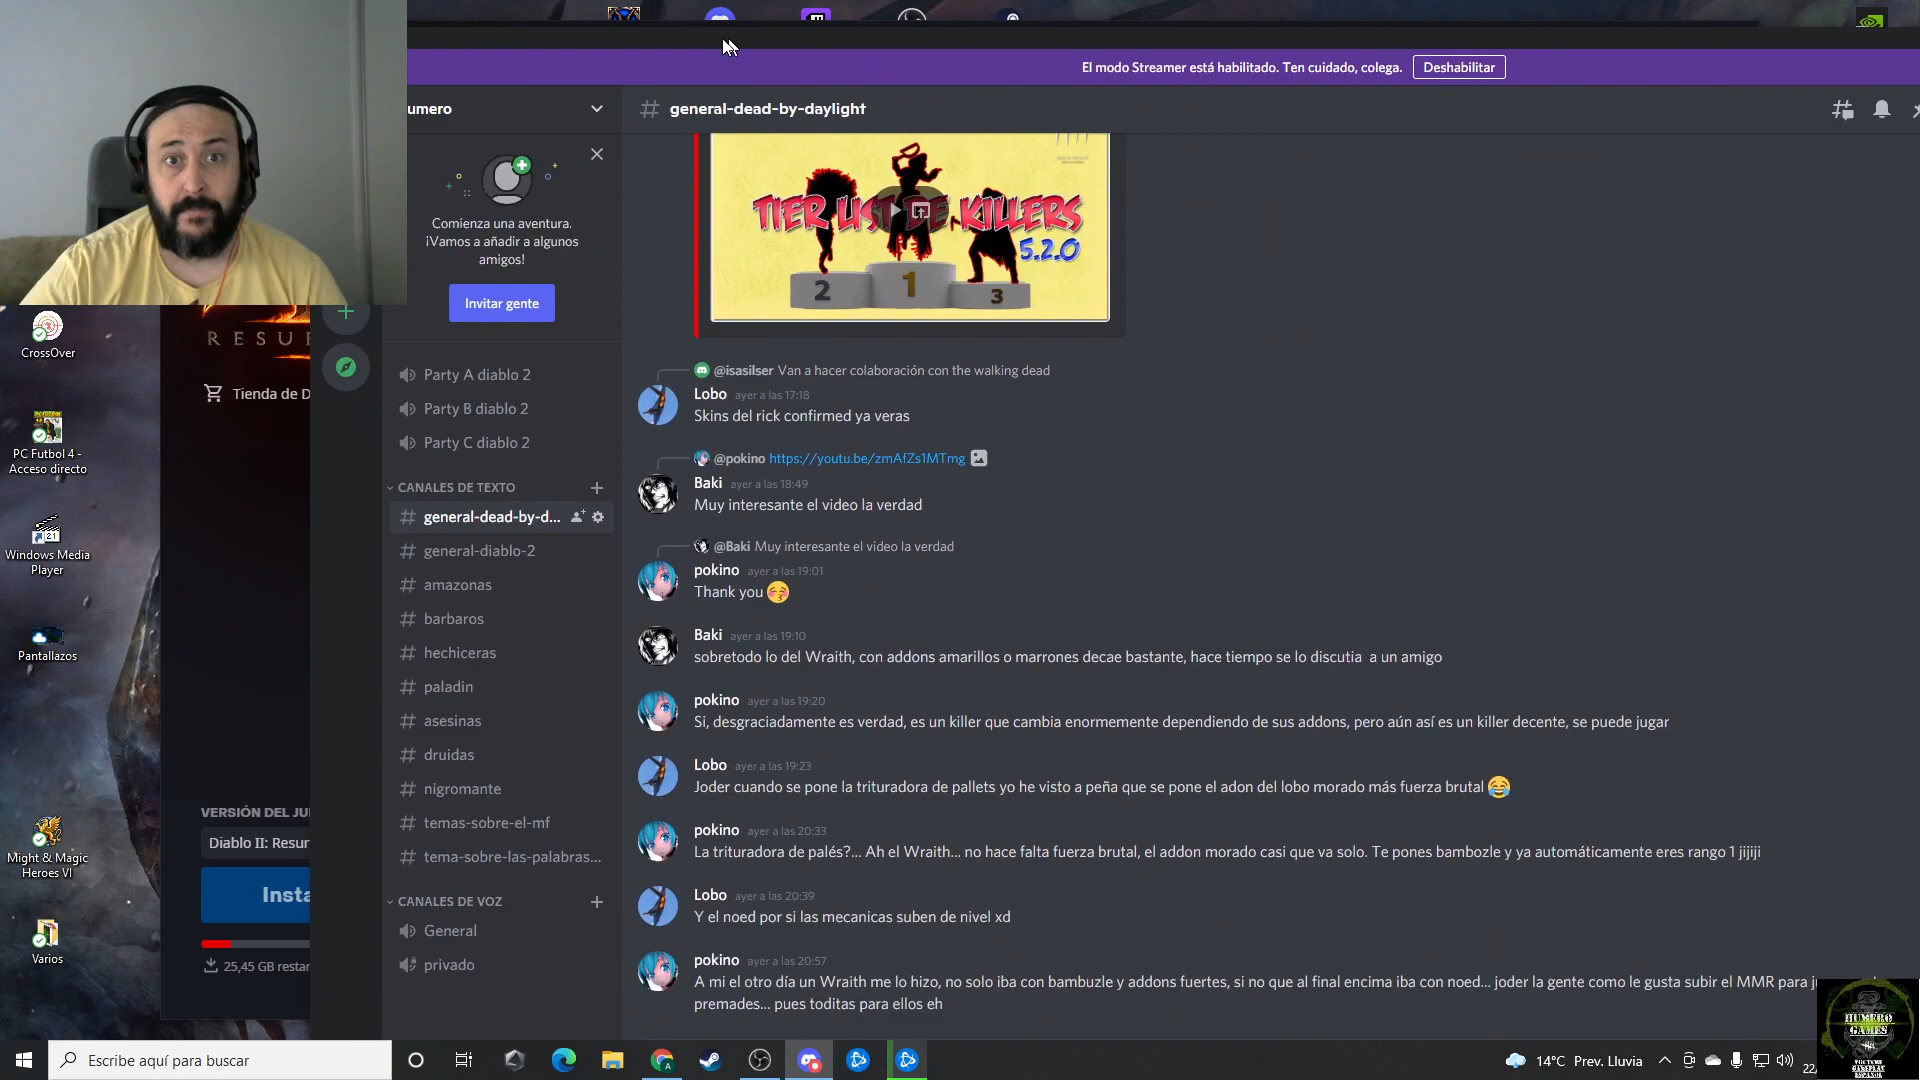 El modo Streamer está habilitado. Ten cuidado, colega.
Deshabilitar
umero
general-dead-by-daylight
Comienza una aventura.
¡Vamos a añadir a algunos
amigos!
Invitar gente
Party A diablo 2
Party B diablo 2
Party C diablo 2
CANALES DE TEXTO
general-dead-by-d...
general-diablo-2
amazonas
barbaros
hechiceras
paladin
asesinas
druidas
nigromante
temas-sobre-el-mf
tema-sobre-las-palabras...
CANALES DE VOZ
General
privado
TIER LIST DE KILLERS
5.2.0
2 1 3
@isasilser Van a hacer colaboración con the walking dead
Lobo ayer a las 17:18
Skins del rick confirmed ya veras
@pokino https://youtu.be/zmAfZs1MTmg
Baki ayer a las 18:49
Muy interesante el video la verdad
@Baki Muy interesante el video la verdad
pokino ayer a las 19:01
Thank you
Baki ayer a las 19:10
sobretodo lo del Wraith, con addons amarillos o marrones decae bastante, hace tiempo se lo discutia a un amigo
pokino ayer a las 19:20
Si, desgraciadamente es verdad, es un killer que cambia enormemente dependiendo de sus addons, pero aún así es un killer decente, se puede jugar
Lobo ayer a las 19:23
Joder cuando se pone la trituradora de pallets yo he visto a peña que se pone el adon del lobo morado más fuerza brutal
pokino ayer a las 20:33
La trituradora de palés?... Ah el Wraith... no hace falta fuerza brutal, el addon morado casi que va solo. Te pones bambozle y ya automáticamente eres rango 1 jijiji
Lobo ayer a las 20:39
Y el noed por si las mecanicas suben de nivel xd
pokino ayer a las 20:57
A mi el otro día un Wraith me lo hizo, no solo iba con bambuzle y addons fuertes, si no que al final encima iba con noed... joder la gente como le gusta subir el MMR para
premades... pues toditas para ellos eh
CrossOver
PC Futbol 4 -
Acceso directo
21
Windows Media
Player
Pantallazos
Might & Magic
Heroes VI
Varios
RESU
Tienda de D
VERSIÓN DEL JU
Diablo II: Resur
Insta
25,45 GB restar
Escribe aquí para buscar
14°C Prev. Lluvia
22/
HUMERO
GAMES